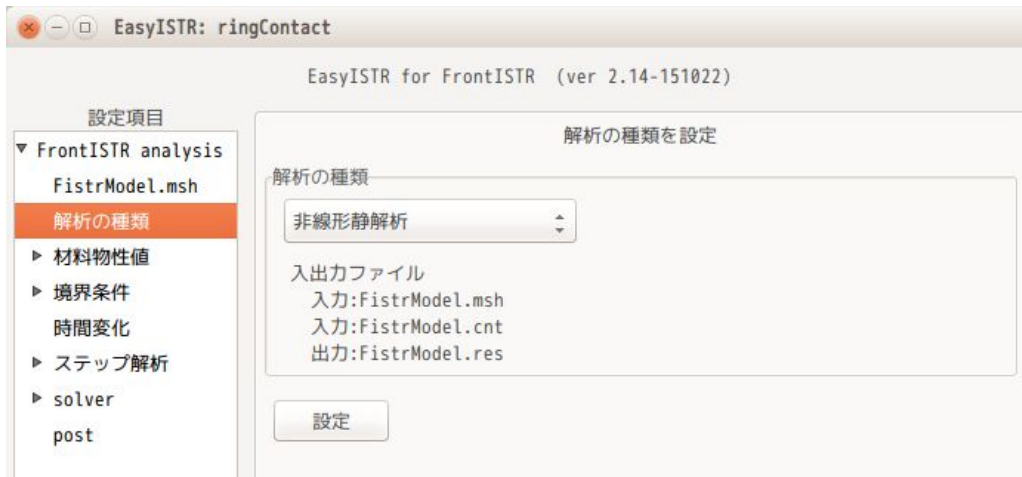 EasyISTR: ringContact
EasyISTR for FrontISTR (ver 2.14-151022)
設定項目
FrontISTR analysis
FistrModel.msh
解析の種類
材料物性値
境界条件
時間変化
ステップ解析
solver
post
解析の種類を設定
解析の種類
非線形静解析
入出力ファイル
入力:FistrModel.msh
入力:FistrModel.cnt
出力:FistrModel.res
設定